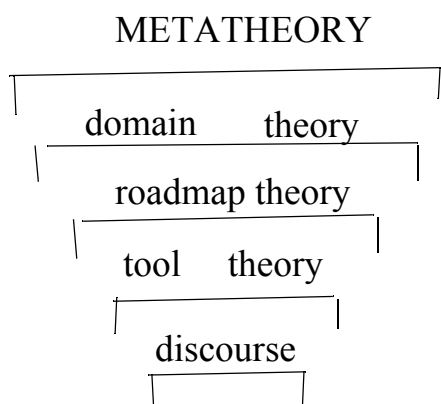 METATHEORY
domain theory
roadmap theory
tool theory
discourse